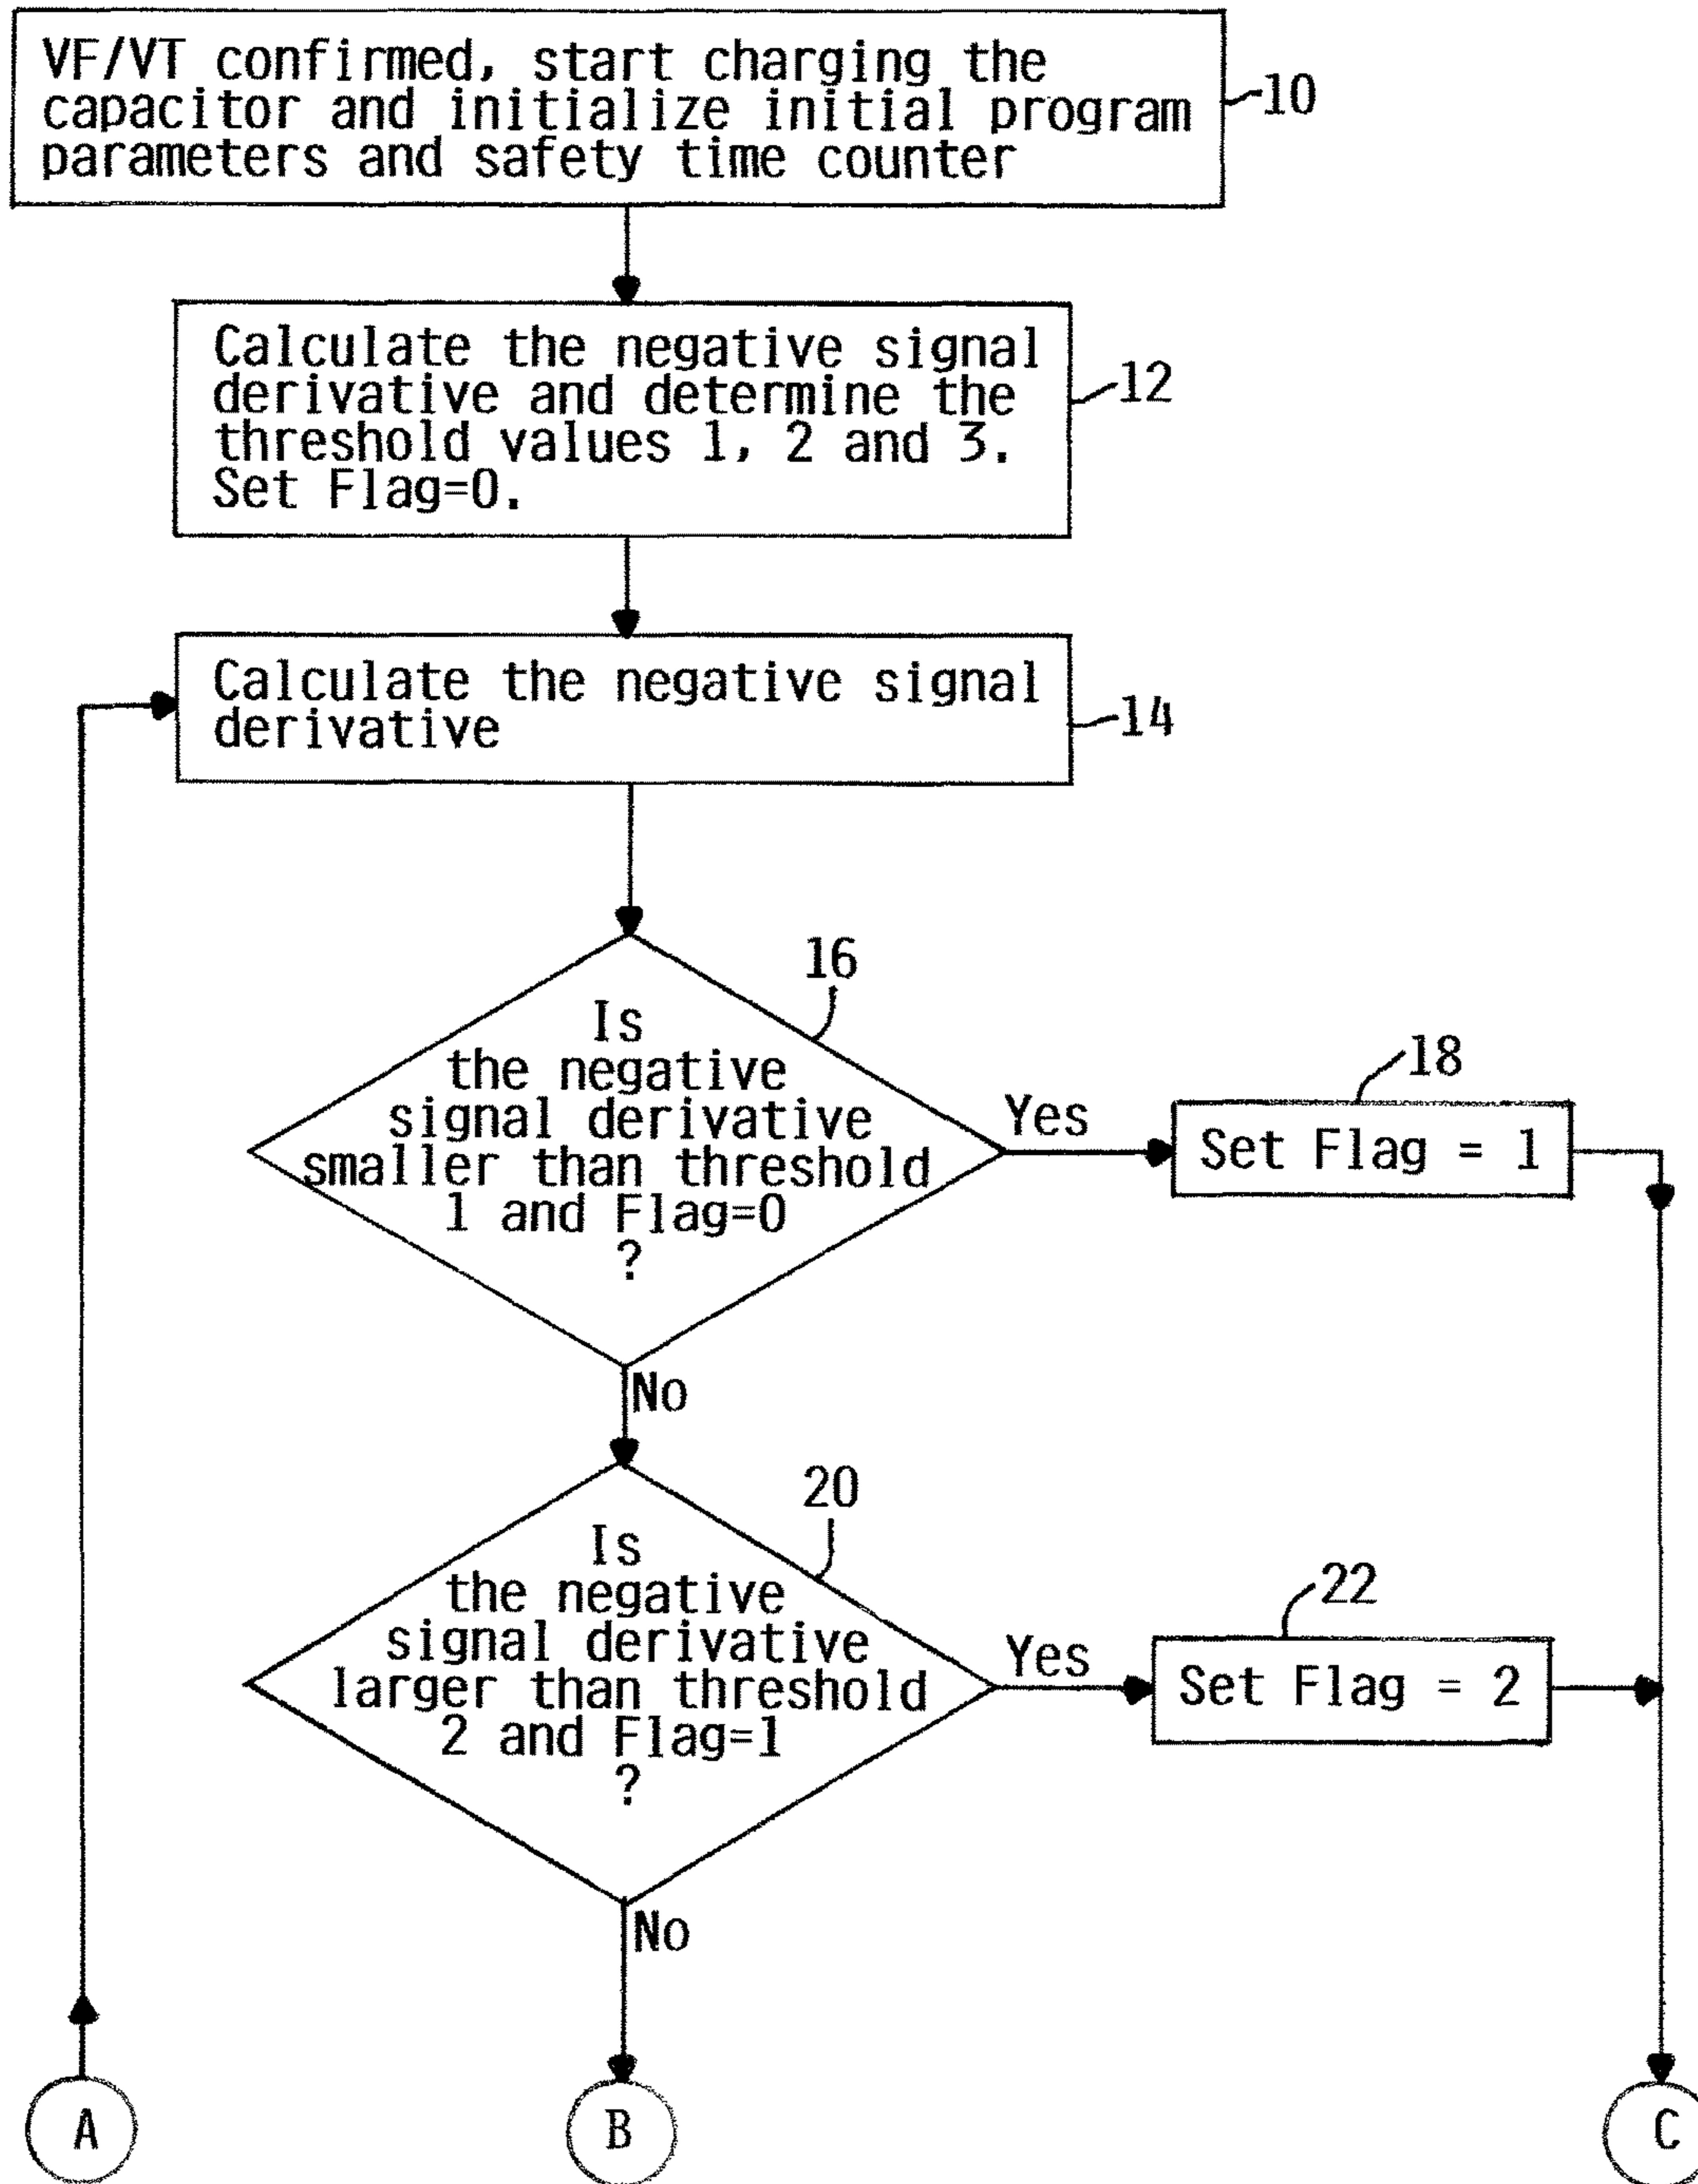 VF/VT confirmed, start charging the
capacitor and initialize initial program
parameters and safety time counter
10
Calculate the negative signal
derivative and determine the
threshold values 1, 2 and 3.
Set Flag=0.
12
Calculate the negative signal
derivative
14
16
Is
the negative
signal derivative
smaller than threshold
1 and Flag=0
?
Yes
18
Set Flag = 1
No
20
Is
the negative
signal derivative
larger than threshold
2 and Flag=1
?
Yes
22
Set Flag = 2
No
A
B
C